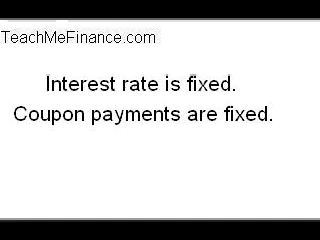 TeachMeFinance.com
Interest rate is fixed.
Coupon payments are fixed.